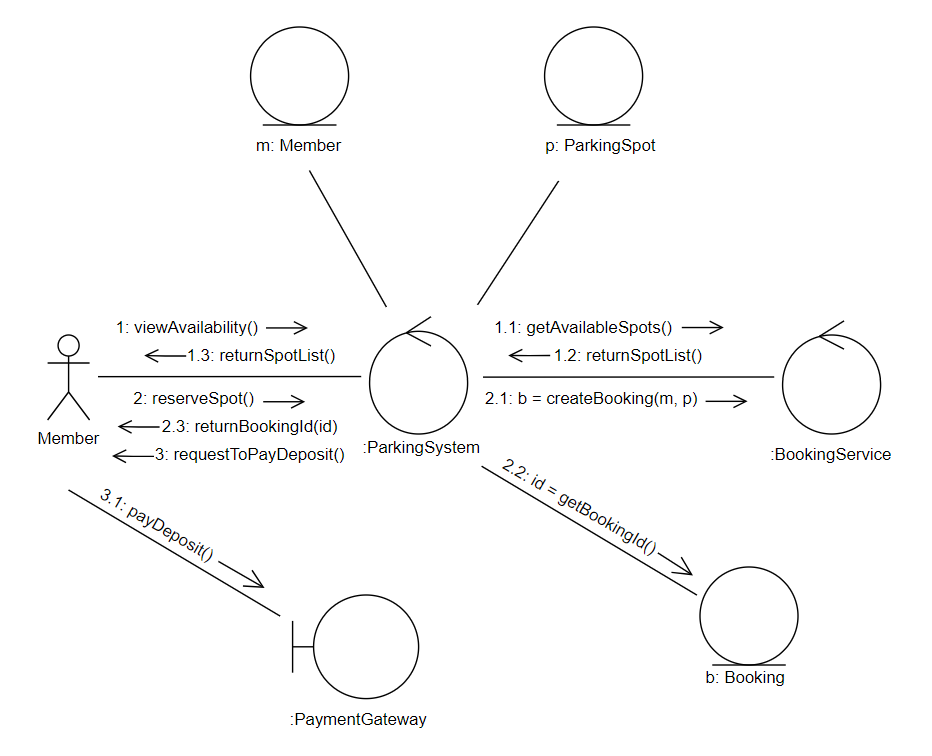 m: Member
p: ParkingSpot
1: viewAvailability()
1.3: returnSpotList()
1.1: getAvailableSpots()
1.2: returnSpotList()
2: reserveSpot()
2.3: returnBookingId(id)
3: requestToPayDeposit()
2.1: b = createBooking(m, p)
Member
:ParkingSystem
:BookingService
3.1: payDeposit()
2.2: id = getBookingId()
:PaymentGateway
b: Booking